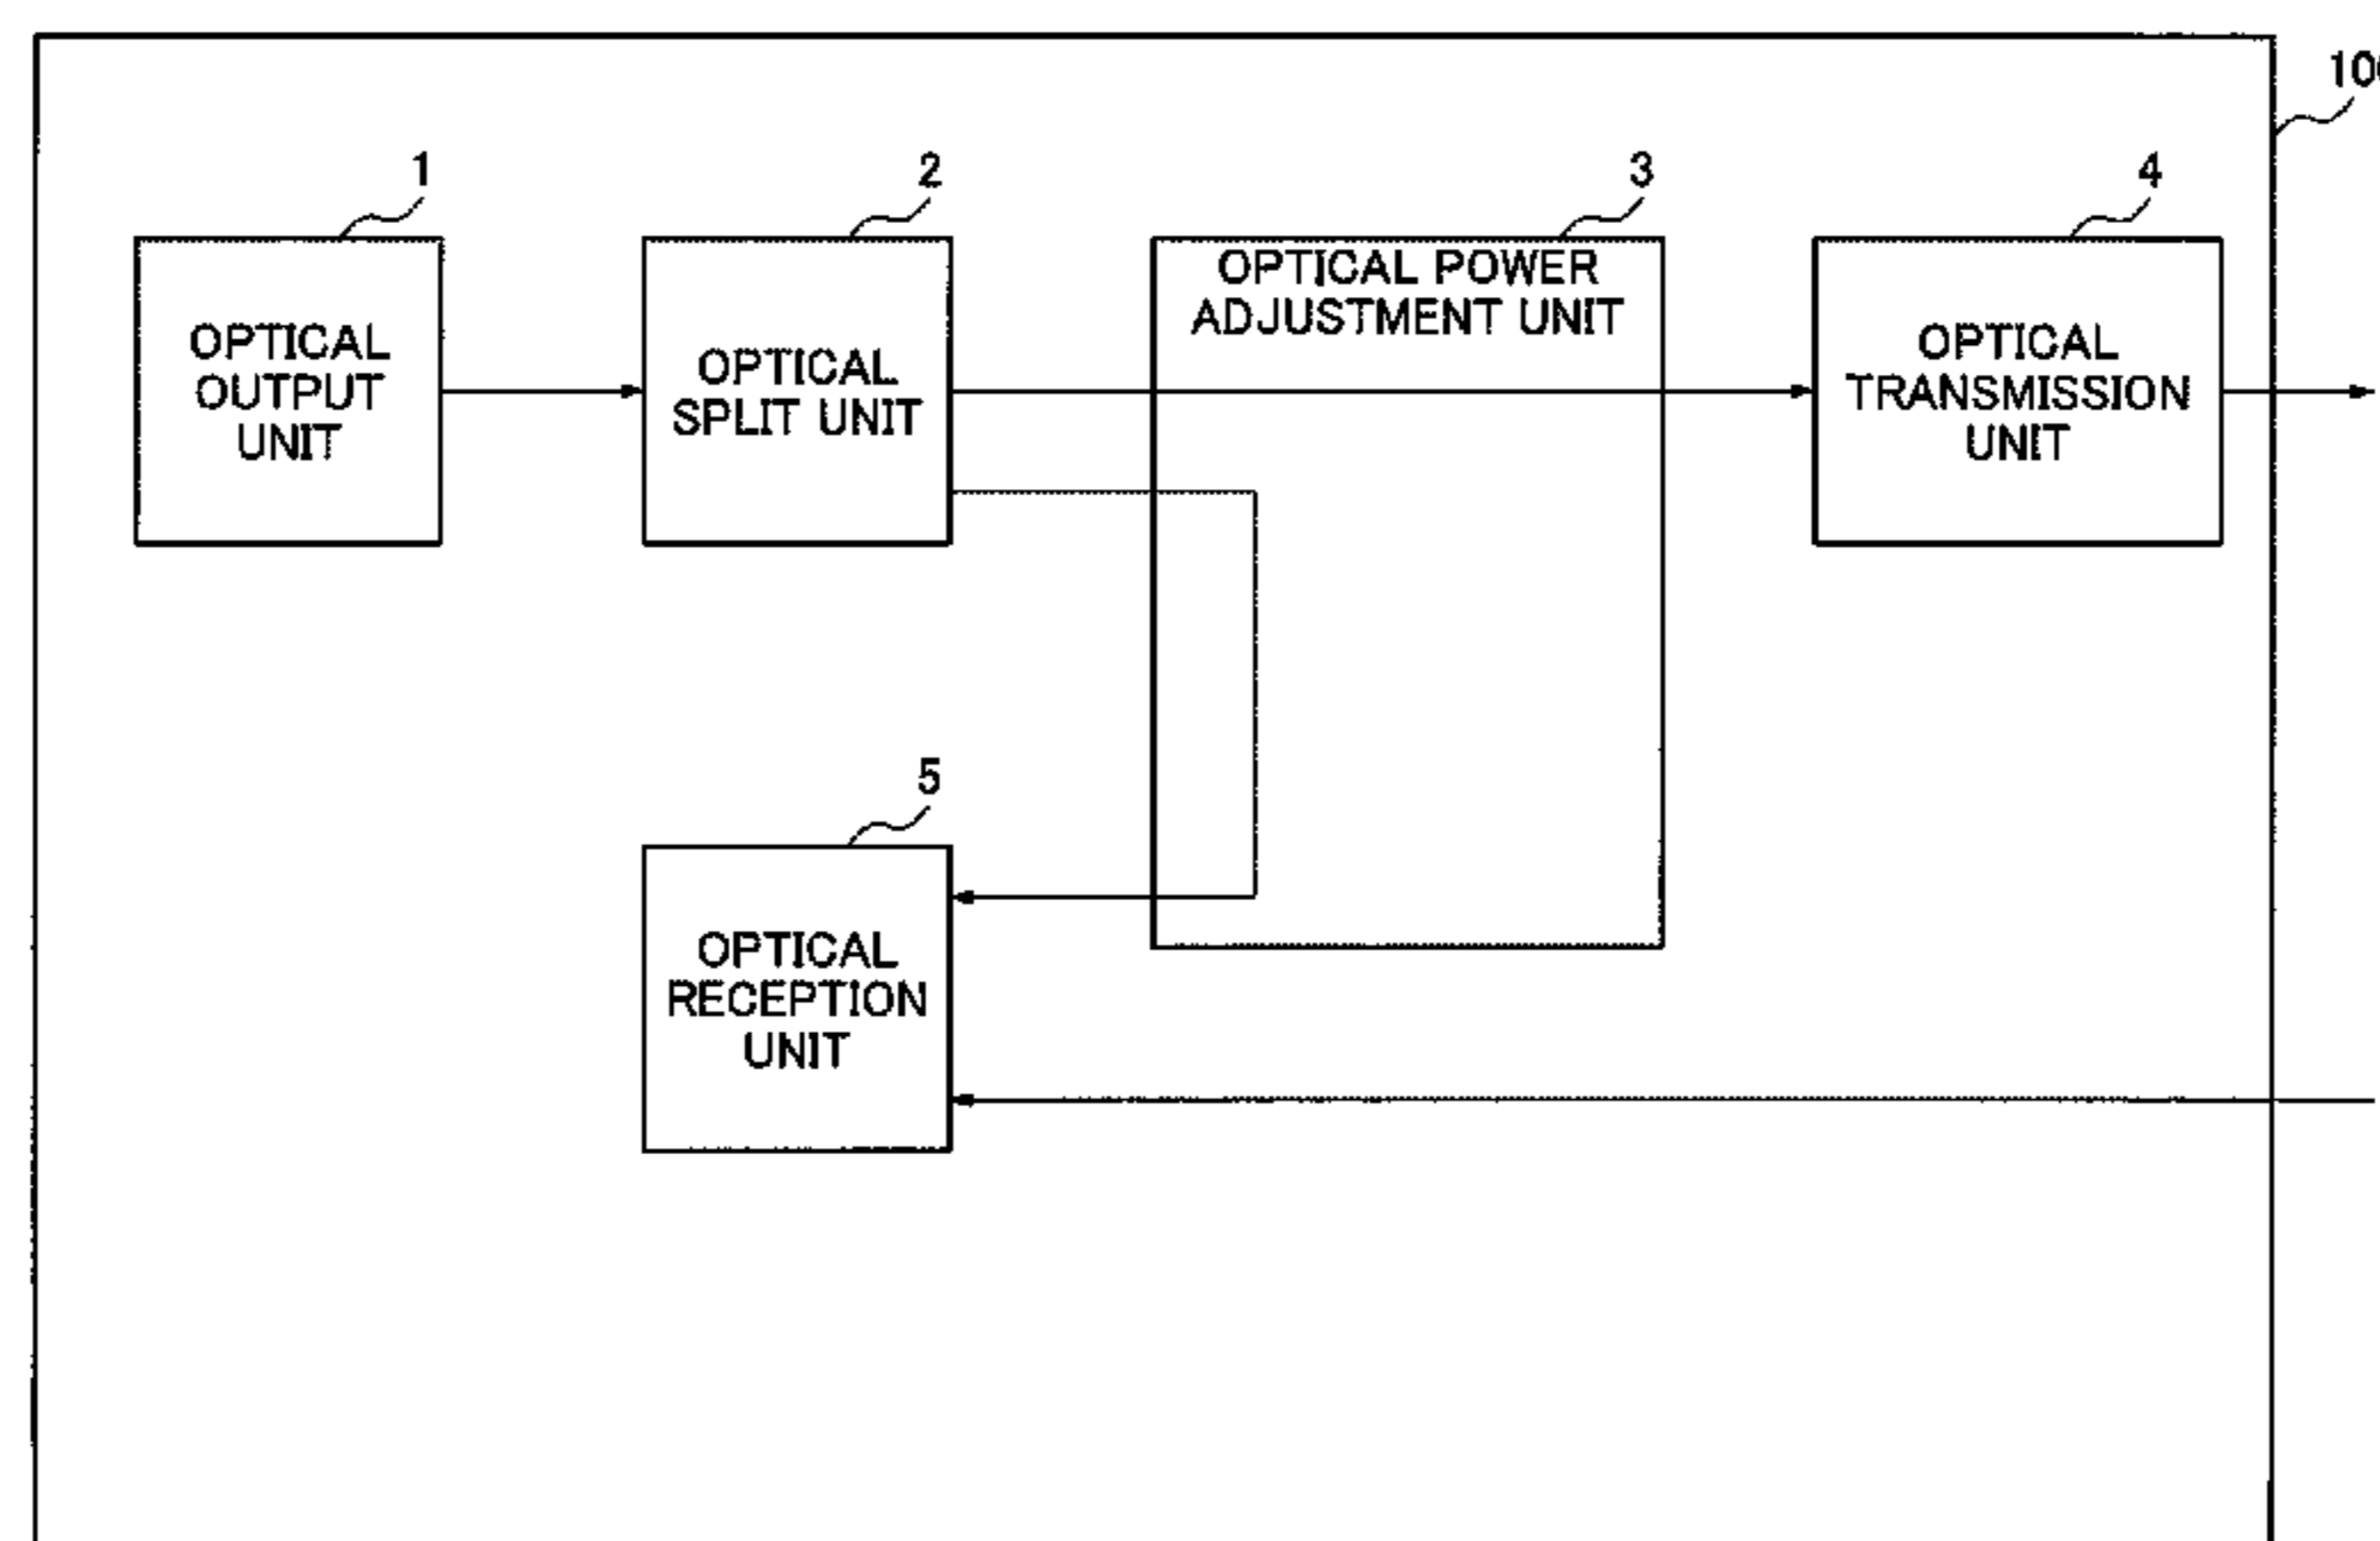 1
2
3
4
OPTICAL
OUTPUT
UNIT
OPTICAL
SPLIT UNIT
OPTICAL POWER
ADJUSTMENT UNIT
OPTICAL
TRANSMISSION
UNIT
5
OPTICAL
RECEPTION
UNIT